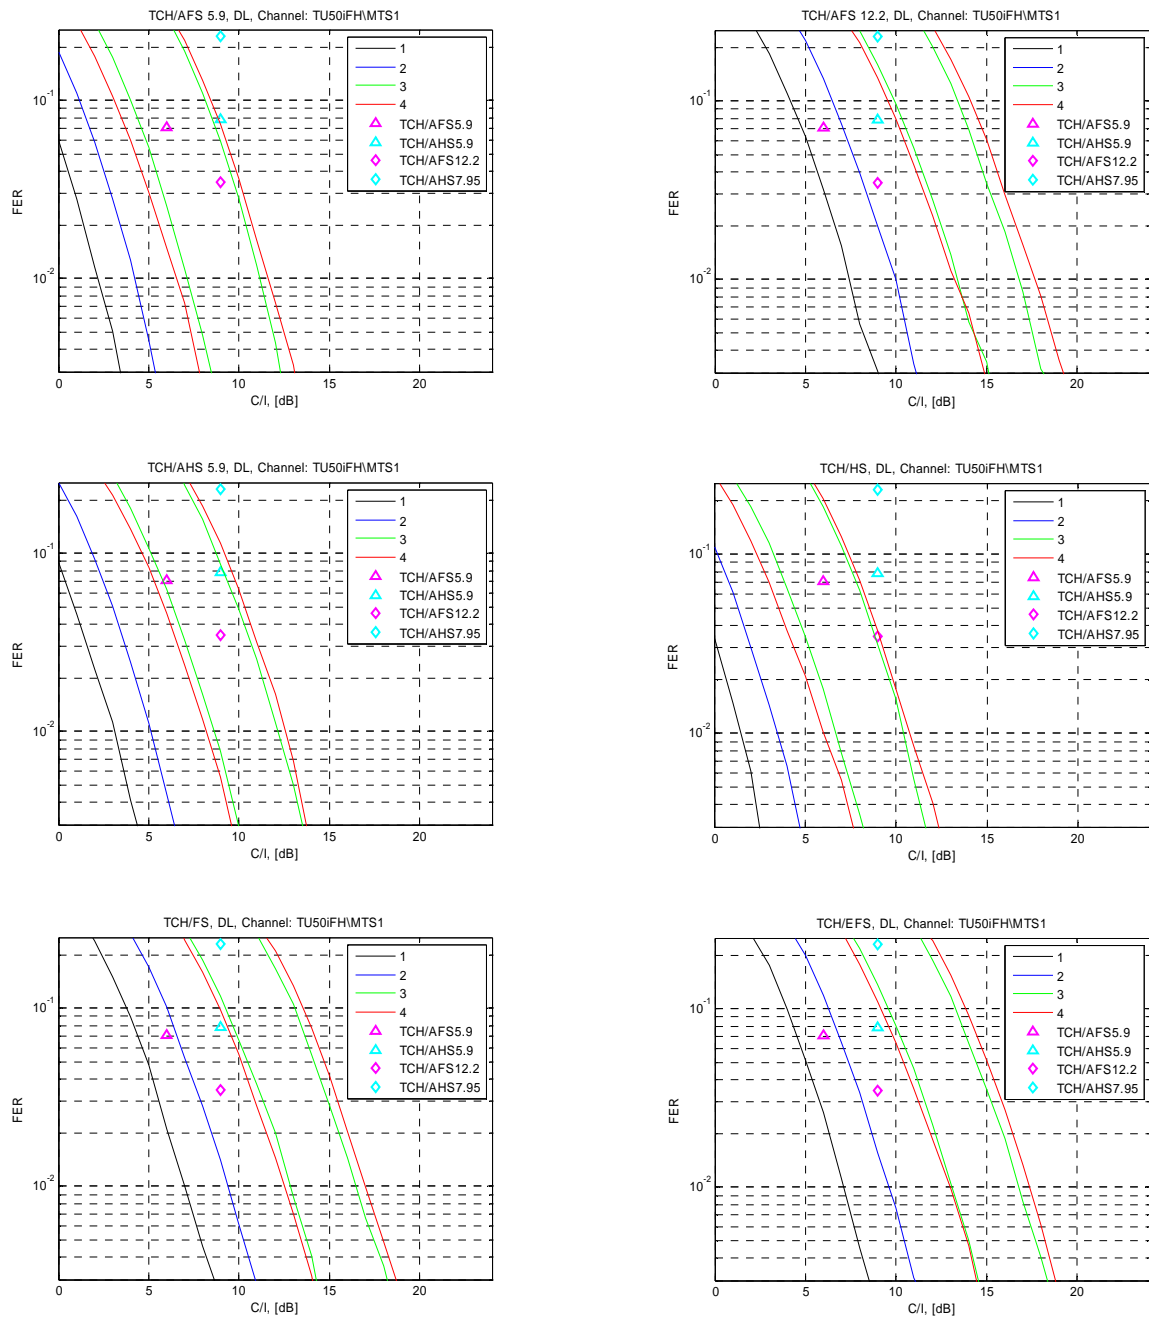 TCH/AFS 5.9, DL, Channel: TU50iFH\MTS1
10^-1
10^-2
FER
0 5 10 15 20
C/I, [dB]
1
2
3
4
TCH/AFS5.9
TCH/AHS5.9
TCH/AFS12.2
TCH/AHS7.95
TCH/AFS 12.2, DL, Channel: TU50iFH\MTS1
10^-1
10^-2
FER
0 5 10 15 20
C/I, [dB]
1
2
3
4
TCH/AFS5.9
TCH/AHS5.9
TCH/AFS12.2
TCH/AHS7.95
TCH/AHS 5.9, DL, Channel: TU50iFH\MTS1
10^-1
10^-2
FER
0 5 10 15 20
C/I, [dB]
1
2
3
4
TCH/AFS5.9
TCH/AHS5.9
TCH/AFS12.2
TCH/AHS7.95
TCH/HS, DL, Channel: TU50iFH\MTS1
10^-1
10^-2
FER
0 5 10 15 20
C/I, [dB]
1
2
3
4
TCH/AFS5.9
TCH/AHS5.9
TCH/AFS12.2
TCH/AHS7.95
TCH/FS, DL, Channel: TU50iFH\MTS1
10^-1
10^-2
FER
0 5 10 15 20
C/I, [dB]
1
2
3
4
TCH/AFS5.9
TCH/AHS5.9
TCH/AFS12.2
TCH/AHS7.95
TCH/EFS, DL, Channel: TU50iFH\MTS1
10^-1
10^-2
FER
0 5 10 15 20
C/I, [dB]
1
2
3
4
TCH/AFS5.9
TCH/AHS5.9
TCH/AFS12.2
TCH/AHS7.95